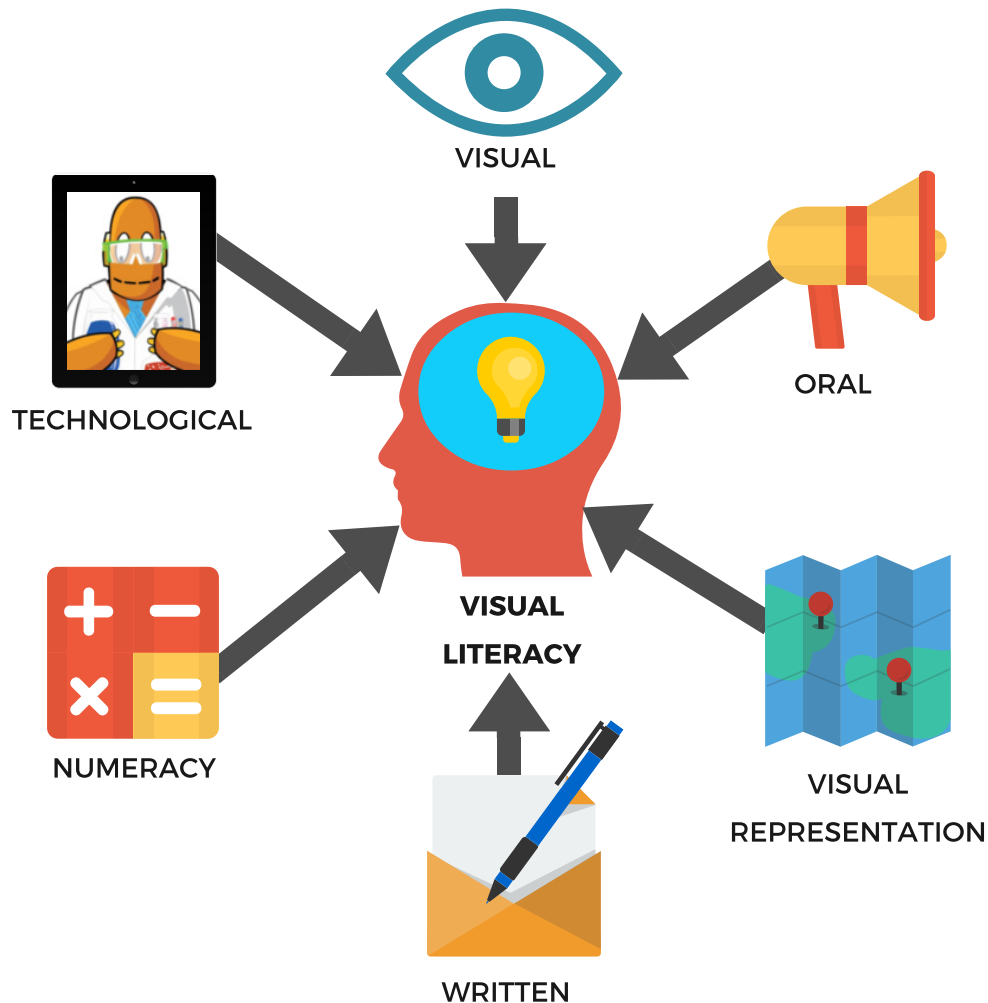 VISUAL
TECHNOLOGICAL
ORAL
VISUAL
LITERACY
NUMERACY
VISUAL
REPRESENTATION
WRITTEN